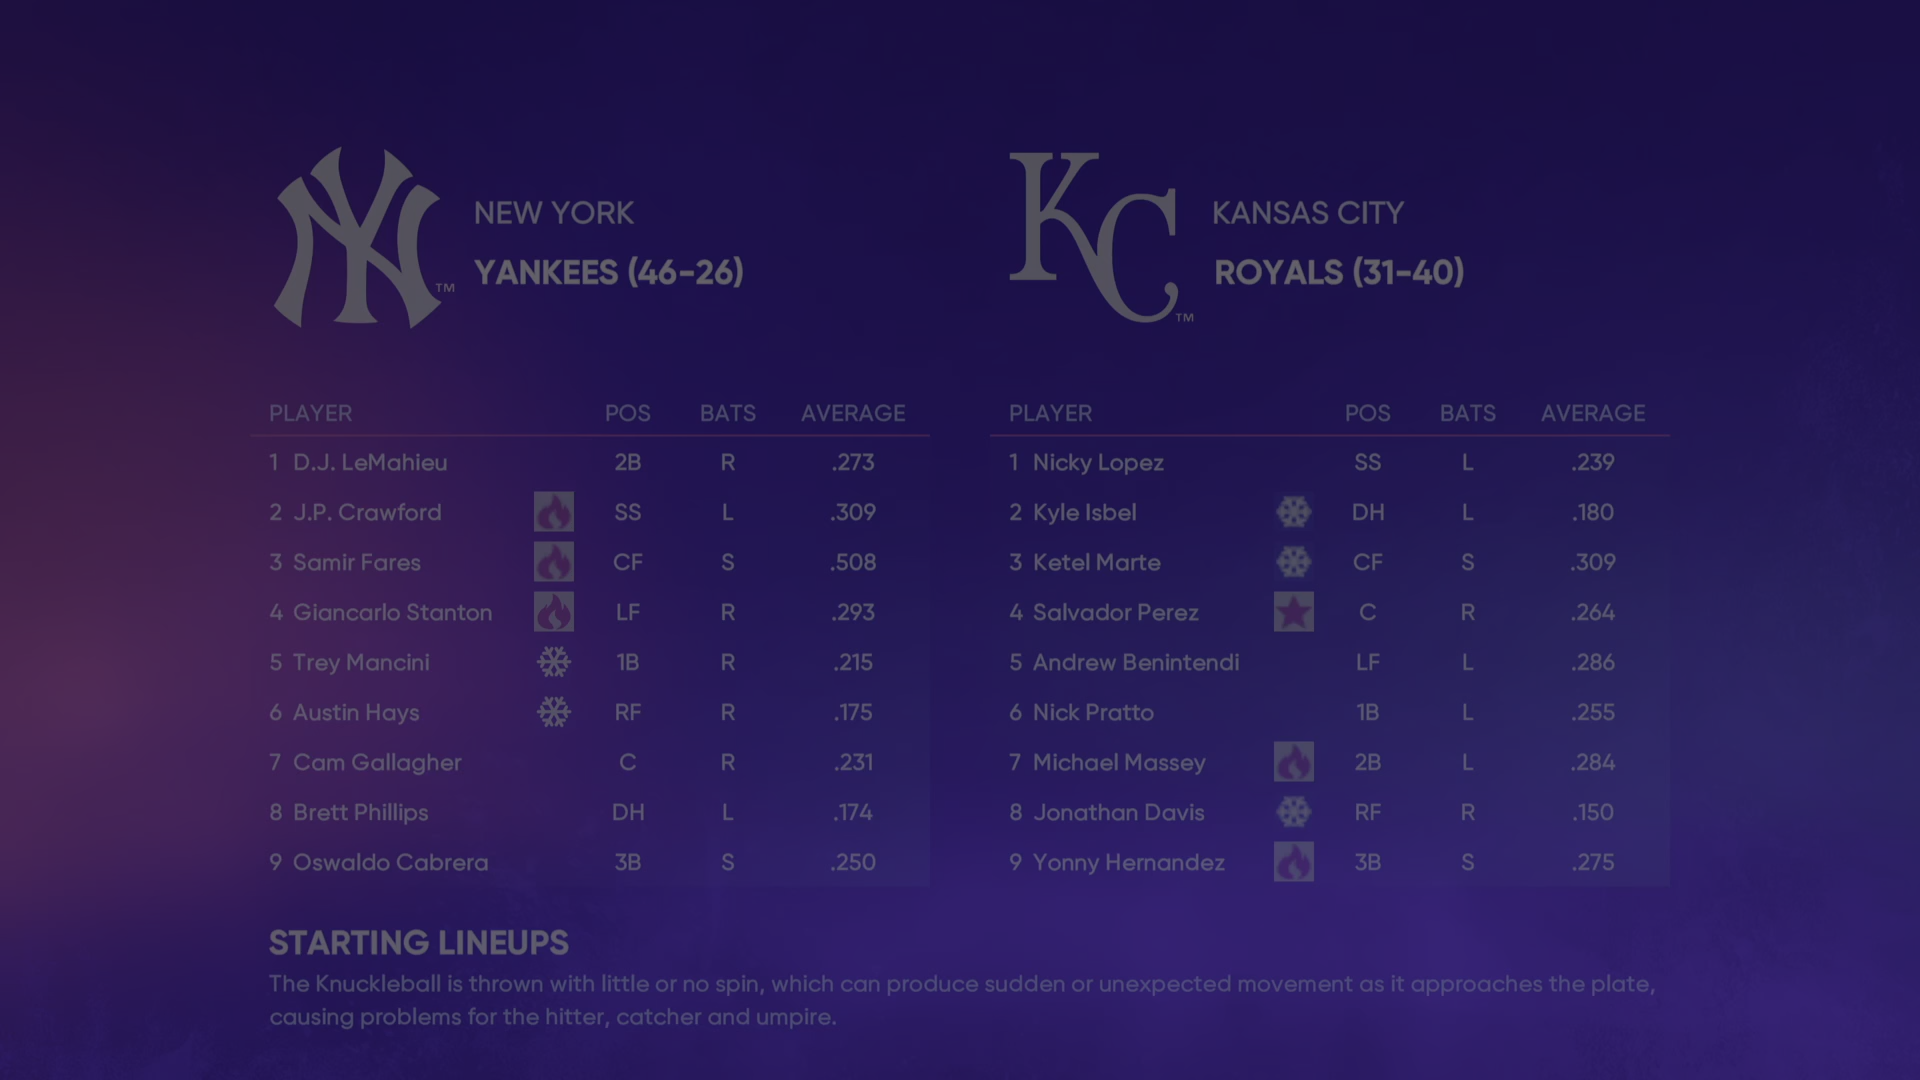 NY TM
NEW YORK
YANKEES (46-26)
KC TM
KANSAS CITY
ROYALS (31-40)
PLAYER POS BATS AVERAGE
1 D.J. LeMahieu 2B R .273
2 J.P. Crawford SS L .309
3 Samir Fares CF S .508
4 Giancarlo Stanton LF R .293
5 Trey Mancini 1B R .215
6 Austin Hays RF R .175
7 Cam Gallagher C R .231
8 Brett Phillips DH L .174
9 Oswaldo Cabrera 3B S .250
PLAYER POS BATS AVERAGE
1 Nicky Lopez SS L .239
2 Kyle Isbel DH L .180
3 Ketel Marte CF S .309
4 Salvador Perez C R .264
5 Andrew Benintendi LF L .286
6 Nick Pratto 1B L .255
7 Michael Massey 2B L .284
8 Jonathan Davis RF R .150
9 Yonny Hernandez 3B S .275
STARTING LINEUPS
The Knuckleball is thrown with little or no spin, which can produce sudden or unexpected movement as it approaches the plate,
causing problems for the hitter, catcher and umpire.